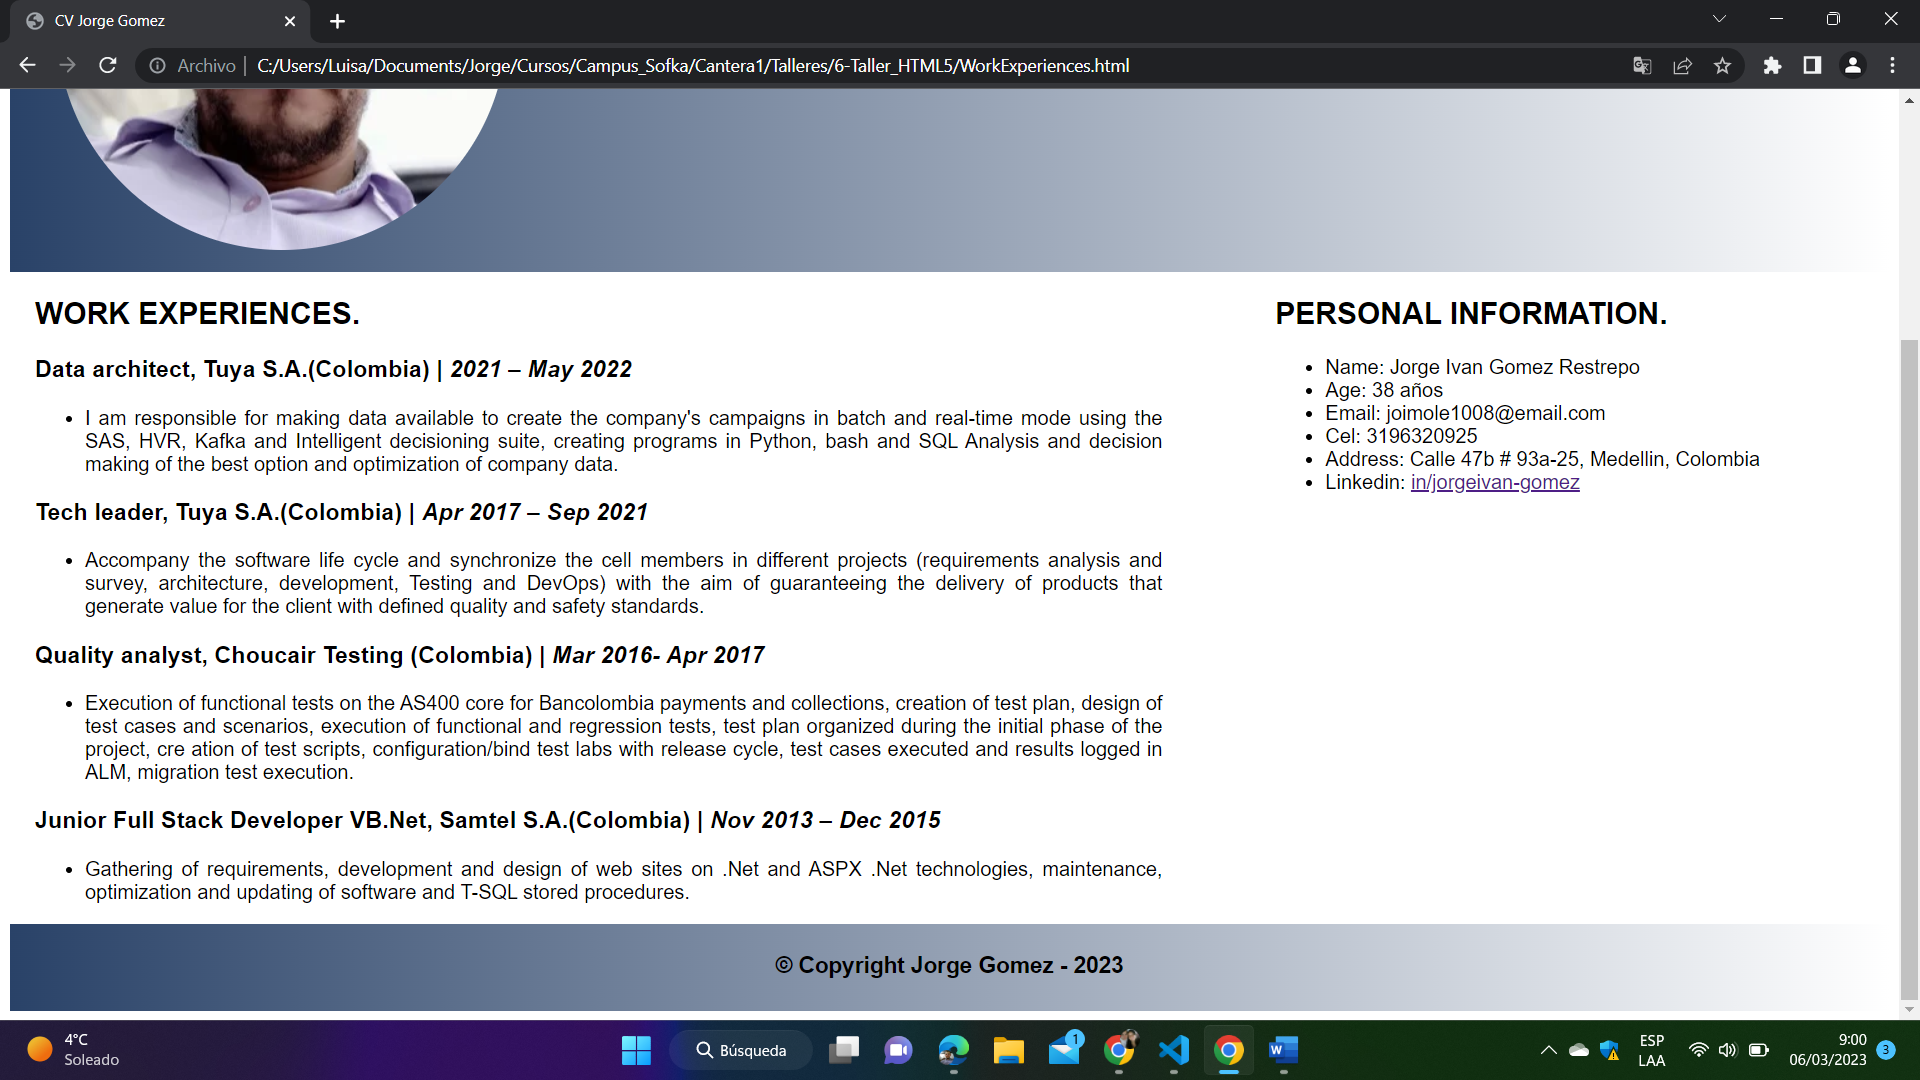 CV Jorge Gomez
Archivo
C:/Users/Luisa/Documents/Jorge/Cursos/Campus_Sofka/Cantera1/Talleres/6-Taller_HTML5/WorkExperiences.html
WORK EXPERIENCES.
Data architect, Tuya S.A.(Colombia) | 2021 – May 2022
• I am responsible for making data available to create the company's campaigns in batch and real-time mode using the
SAS, HVR, Kafka and Intelligent decisioning suite, creating programs in Python, bash and SQL Analysis and decision
making of the best option and optimization of company data.
Tech leader, Tuya S.A.(Colombia) | Apr 2017 – Sep 2021
• Accompany the software life cycle and synchronize the cell members in different projects (requirements analysis and
survey, architecture, development, Testing and DevOps) with the aim of guaranteeing the delivery of products that
generate value for the client with defined quality and safety standards.
Quality analyst, Choucair Testing (Colombia) | Mar 2016- Apr 2017
• Execution of functional tests on the AS400 core for Bancolombia payments and collections, creation of test plan, design of
test cases and scenarios, execution of functional and regression tests, test plan organized during the initial phase of the
project, cre ation of test scripts, configuration/bind test labs with release cycle, test cases executed and results logged in
ALM, migration test execution.
Junior Full Stack Developer VB.Net, Samtel S.A.(Colombia) | Nov 2013 – Dec 2015
• Gathering of requirements, development and design of web sites on .Net and ASPX .Net technologies, maintenance,
optimization and updating of software and T-SQL stored procedures.
PERSONAL INFORMATION.
• Name: Jorge Ivan Gomez Restrepo
• Age: 38 años
• Email: joimole1008@email.com
• Cel: 3196320925
• Address: Calle 47b # 93a-25, Medellin, Colombia
• Linkedin: in/jorgeivan-gomez
© Copyright Jorge Gomez - 2023
4°C
Soleado
Búsqueda
1
W
ESP
LAA
9:00
06/03/2023
3